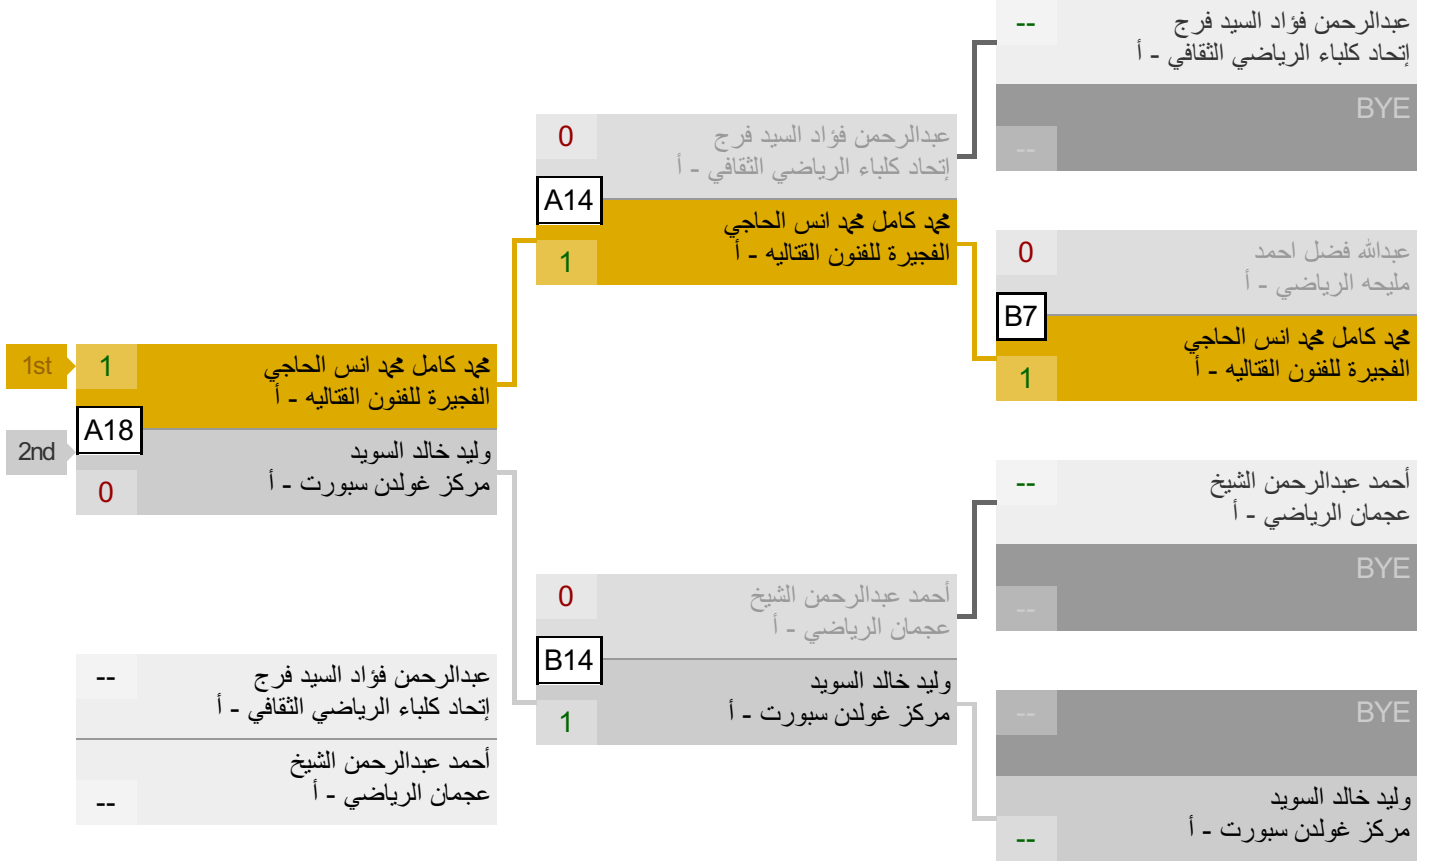 --
عبدالرحمن فؤاد السيد فرج
إتحاد كلباء الرياضي الثقافي - أ
BYE
--
0
عبدالله فضل احمد
مليحه الرياضي - أ
B7
محمد كامل محمد انس الحاجي
الفجيرة للفنون القتاليه - أ
1
--
أحمد عبدالرحمن الشيخ
عجمان الرياضي - أ
BYE
--
BYE
--
وليد خالد السويد
مركز غولدن سبورت - أ
--
0
عبدالرحمن فؤاد السيد فرج
إتحاد كلباء الرياضي الثقافي - أ
A14
محمد كامل محمد انس الحاجي
الفجيرة للفنون القتاليه - أ
1
0
أحمد عبدالرحمن الشيخ
عجمان الرياضي - أ
B14
وليد خالد السويد
مركز غولدن سبورت - أ
1
1st
1
محمد كامل محمد انس الحاجي
الفجيرة للفنون القتاليه - أ
A18
2nd
وليد خالد السويد
مركز غولدن سبورت - أ
0
--
عبدالرحمن فؤاد السيد فرج
إتحاد كلباء الرياضي الثقافي - أ
أحمد عبدالرحمن الشيخ
عجمان الرياضي - أ
--